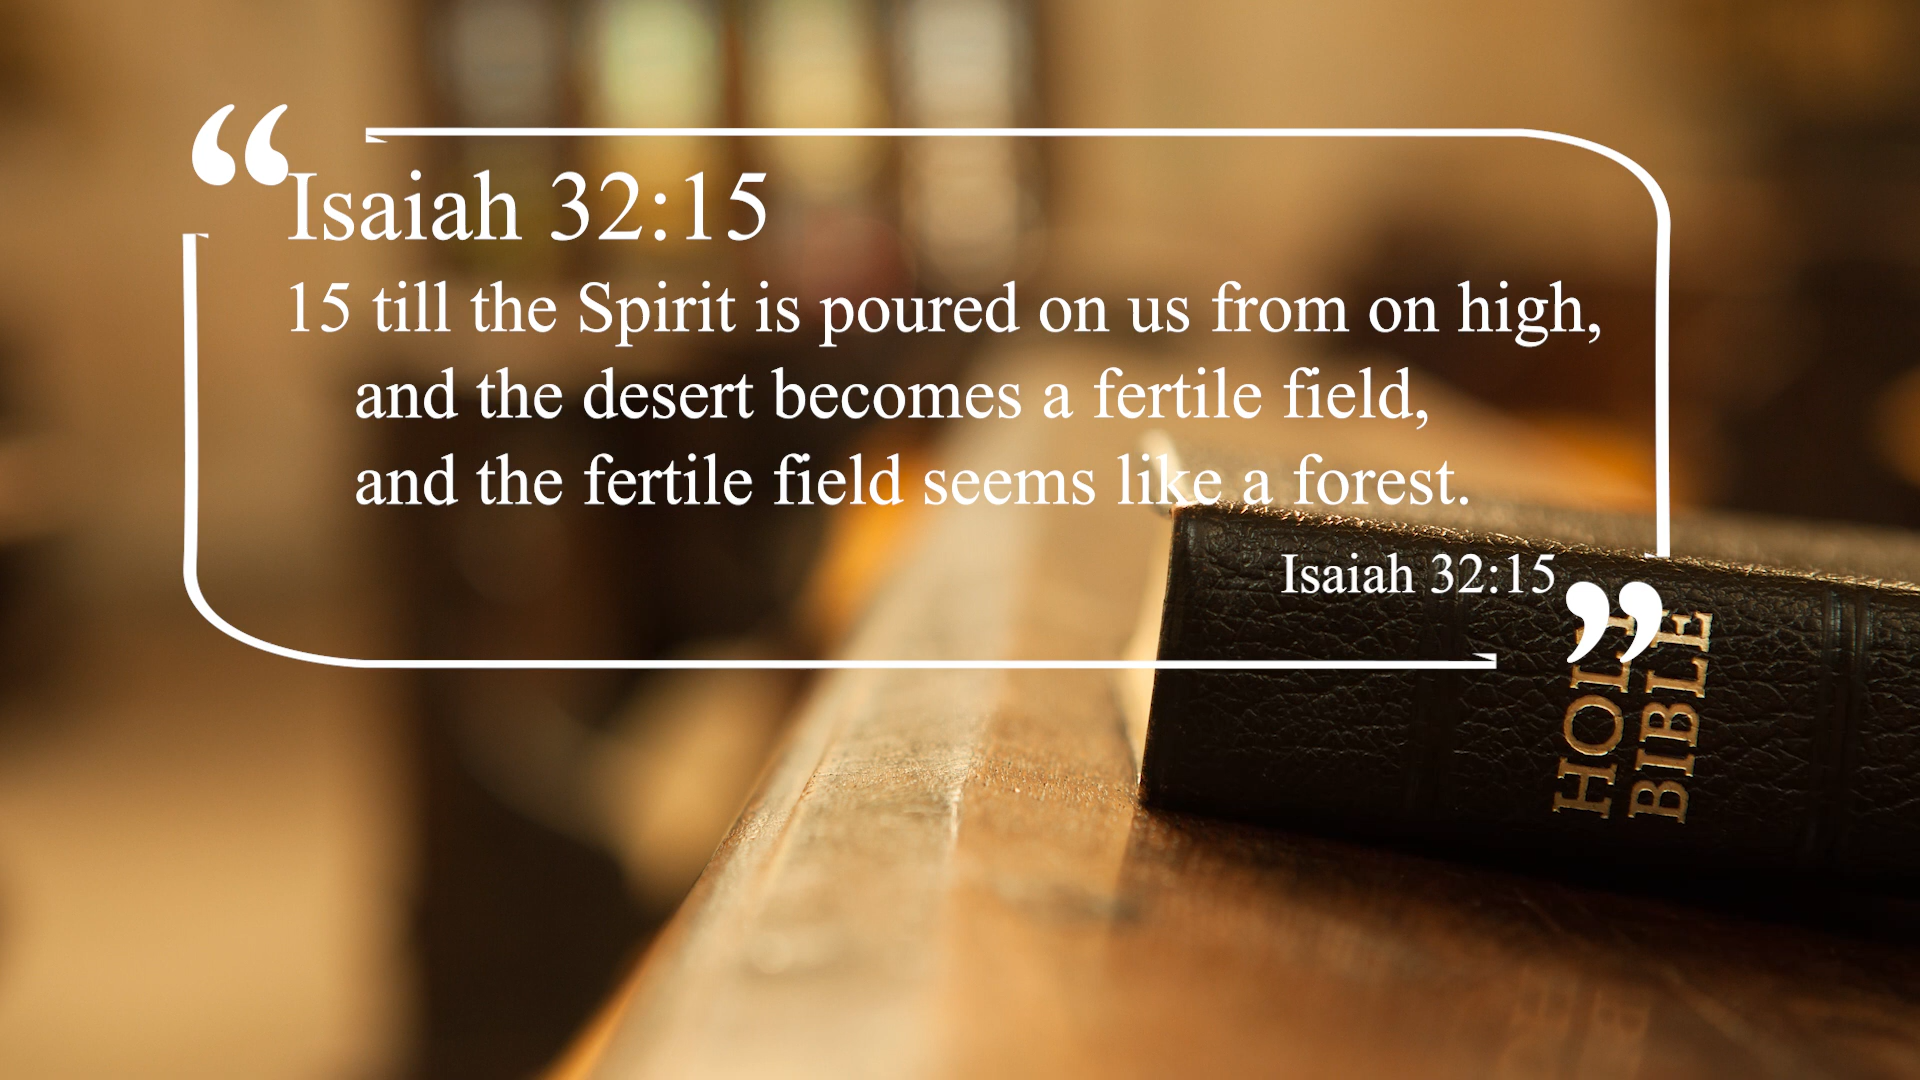 Isaiah 32:15
15 till the Spirit is poured on us from on high,
and the desert becomes a fertile field,
and the fertile field seems like a forest.
Isaiah 32:15
HOLY
BIBLE